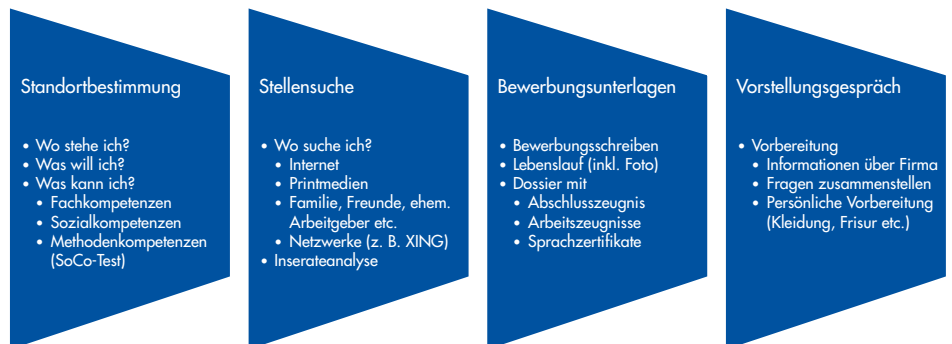 Standortbestimmung
• Wo stehe ich?
• Was will ich?
• Was kann ich?
• Fachkompetenzen
• Sozialkompetenzen
• Methodenkompetenzen
(SoCo-Test)
Stellensuche
• Wo suche ich?
• Internet
• Printmedien
• Familie, Freunde, ehem.
Arbeitgeber etc.
• Netzwerke (z. B. XING)
• Inserateanalyse
Bewerbungsunterlagen
• Bewerbungsschreiben
• Lebenslauf (inkl. Foto)
• Dossier mit
• Abschlusszeugnis
• Arbeitszeugnisse
• Sprachzertifikate
Vorstellungsgespräch
• Vorbereitung
• Informationen über Firma
• Fragen zusammenstellen
• Persönliche Vorbereitung
(Kleidung, Frisur etc.)